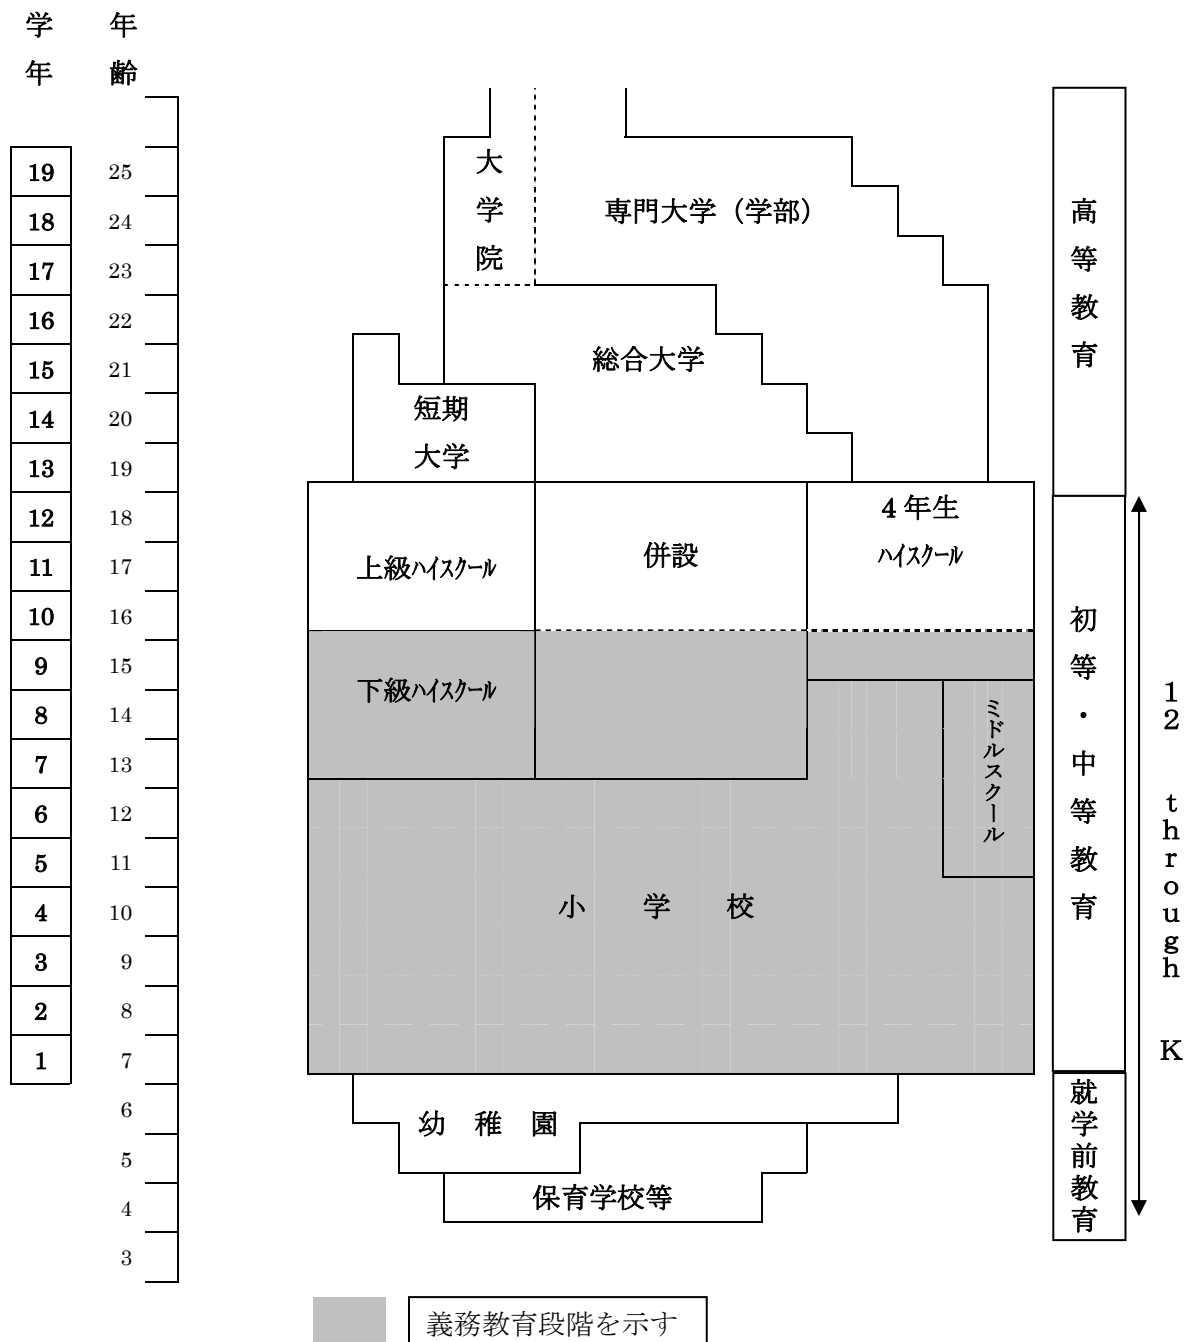 学年
年齢
19
25
18
24
17
23
16
22
15
21
14
20
13
19
12
18
11
17
10
16
9
15
8
14
7
13
6
12
5
11
4
10
3
9
2
8
1
7
6
5
4
3
大学院
専門大学（学部）
総合大学
短期
大学
上級ﾊｲｽｸｰﾙ
併設
４年生
ﾊｲｽｸｰﾙ
下級ﾊｲｽｸｰﾙ
ミドルスクール
小　学　校
幼　稚　園
保育学校等
高等教育
初等・中等教育
就学前教育
12 through K
義務教育段階を示す